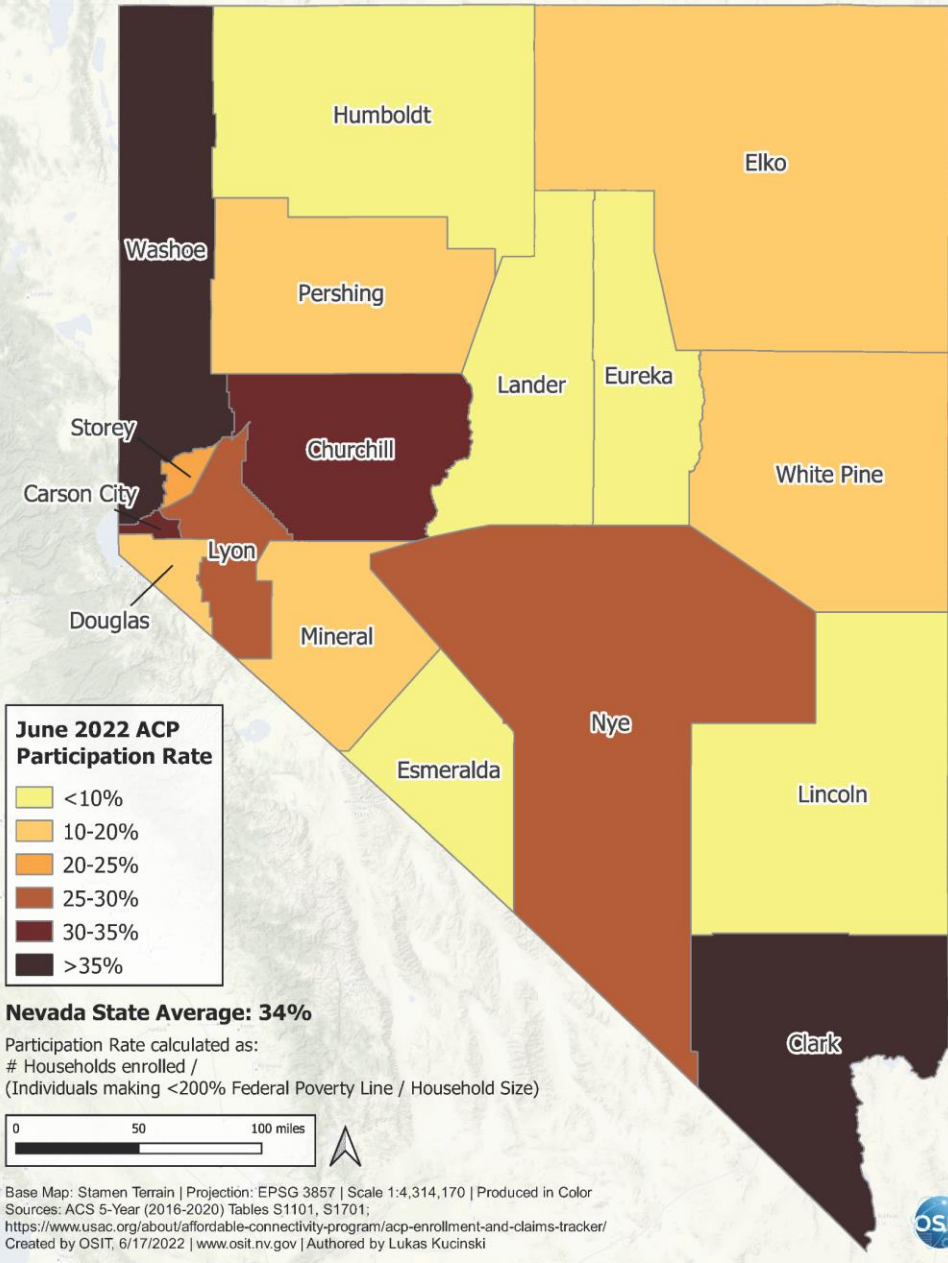 Humboldt
Elko
Washoe
Pershing
Lander
Eureka
Storey
Churchill
White Pine
Carson City
Lyon
Douglas
Mineral
Nye
Esmeralda
Lincoln
Clark
June 2022 ACP
Participation Rate
<10%
10-20%
20-25%
25-30%
30-35%
>35%
Nevada State Average: 34%
Participation Rate calculated as:
# Households enrolled /
(Individuals making <200% Federal Poverty Line / Household Size)
0 50 100 miles
Base Map: Stamen Terrain | Projection: EPSG 3857 | Scale 1:4,314,170 | Produced in Color
Sources: ACS 5-Year (2016-2020) Tables S1101, S1701;
https://www.usac.org/about/affordable-connectivity-program/acp-enrollment-and-claims-tracker/
Created by OSIT, 6/17/2022 | www.osit.nv.gov | Authored by Lukas Kucinski